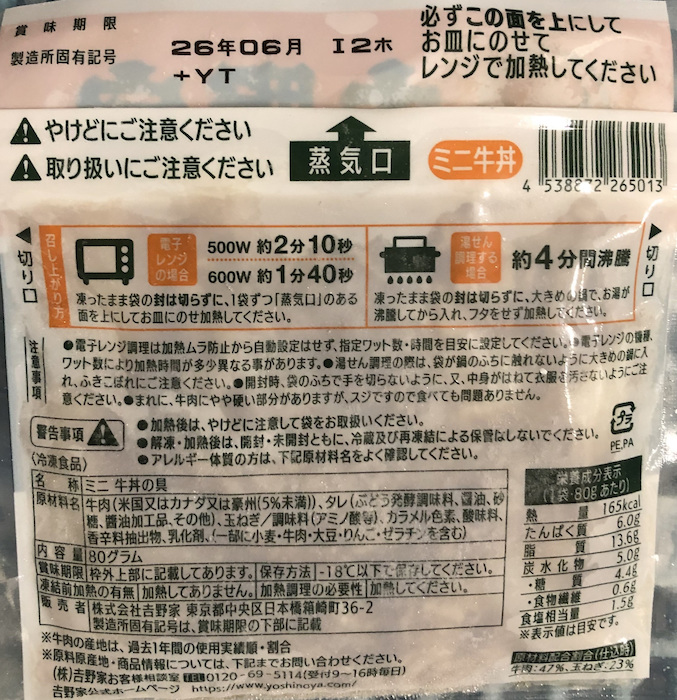 賞味期限
製造所固有記号
26年06月 I2ホ
+YT
必ずこの面を上にして
お皿にのせて
レンジで加熱してください
やけどにご注意ください
取り扱いにご注意ください
蒸気口
ミニ牛丼
4 538872 265013
切り口
召し上がり方
電子レンジの場合
500W 約2分10秒
600W 約1分40秒
凍ったまま袋の封は切らずに、1袋ずつ「蒸気口」のある
面を上にしてお皿にのせ加熱してください。
湯せん調理する場合
約4分間沸騰
凍ったまま袋の封は切らずに、大きめの鍋で、お湯が
沸騰してから入れ、フタをせず加熱してください。
切り口
注意事項
●電子レンジ調理は加熱ムラ防止から自動設定はせず、指定ワット数・時間を目安に設定してください。●電子レンジの機種、
ワット数により加熱時間が多少異なる事があります。●湯せん調理の際は、袋が鍋のふちに触れないように大きめの鍋に入
れ、ふきこぼれにご注意ください。●開封時、袋のふちで手を切らないように、又、中身がはねて衣服を汚さないようにご注
意ください。●まれに、牛肉にやや硬い部分がありますが、スジですので食べても問題ありません。
警告事項
●加熱後は、やけどに注意して袋をお取扱いください。
●解凍・加熱後は、開封・未開封ともに、冷蔵及び再凍結による保管はしないでください。
●アレルギー体質の方は、下記原材料名をよく確認してください。
プラ
PE,PA
〈冷凍食品〉
名称 ミニ 牛丼の具
原材料名 牛肉(米国又はカナダ又は豪州(5%未満))、タレ(ぶどう発酵調味料、醤油、砂
糖、醤油加工品、その他)、玉ねぎ/調味料(アミノ酸等)、カラメル色素、酸味料、
香辛料抽出物、乳化剤、(一部に小麦・牛肉・大豆・りんご・ゼラチンを含む)
内容量 80グラム
賞味期限 枠外上部に記載してあります。 保存方法 -18℃以下で保存してください。
凍結前加熱の有無 加熱してありません。 加熱調理の必要性 加熱してください。
販売者 株式会社吉野家 東京都中央区日本橋箱崎町36-2
製造所固有記号は、賞味期限の下部に記載
※牛肉の産地は、過去1年間の使用実績順・割合
※原料原産地・商品情報については、下記までお問い合わせください。
(株)吉野家お客様相談室 TEL0120-69-5114(受付9〜16時毎日)
吉野家公式ホームページ https://www.yoshinoya.com/
栄養成分表示
(1袋 80gあたり)
熱量 165kcal
たんぱく質 6.0g
脂質 13.6g
炭水化物 5.0g
・糖質 4.4g
・食物繊維 0.6g
食塩相当量 1.5g
※表示値は目安です。
原材料配合割合(仕込時)
牛肉:47%、玉ねぎ:23%